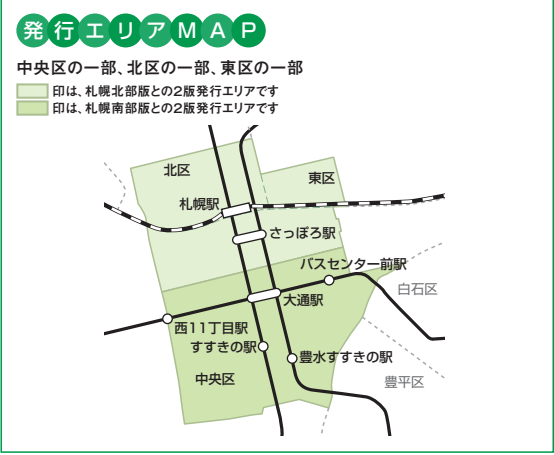 発行エリアMAP
中央区の一部、北区の一部、東区の一部
印は、札幌北部版との2版発行エリアです
印は、札幌南部版との2版発行エリアです
北区
東区
札幌駅
さっぽろ駅
バスセンター前駅
白石区
大通駅
西11丁目駅
すすきの駅
豊水すすきの駅
中央区
豊平区